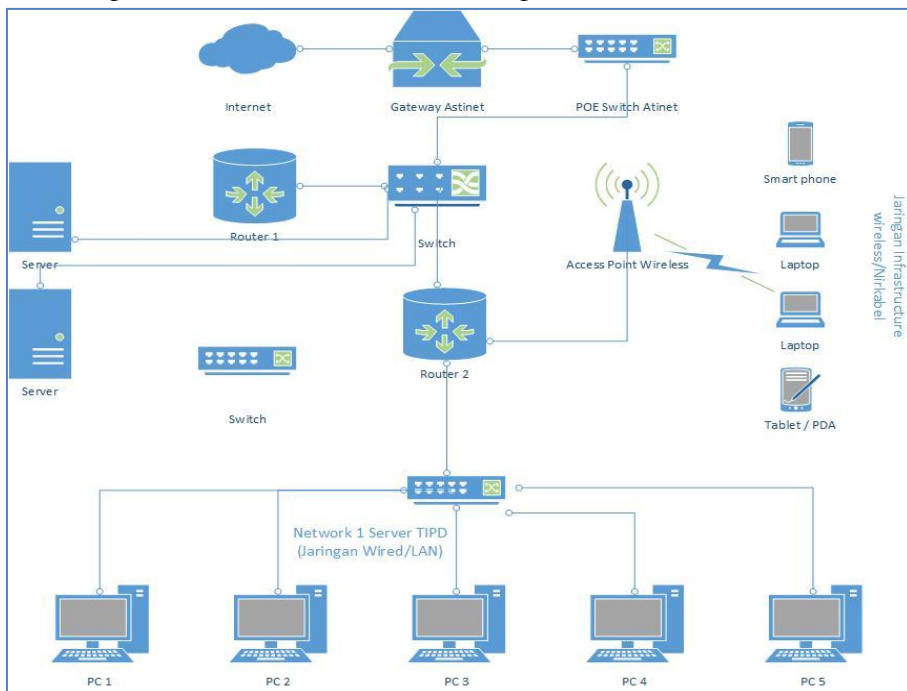 Internet
Gateway Astinet
POE Switch Atinet
Smart phone
Router 1
Switch
Server
Access Point Wireless
Laptop
Jaringan Infrastructure
wireless/Nirkabel
Laptop
Router 2
Server
Switch
Tablet / PDA
Network 1 Server TIPD
(Jaringan Wired/LAN)
PC 1
PC 2
PC 3
PC 4
PC 5